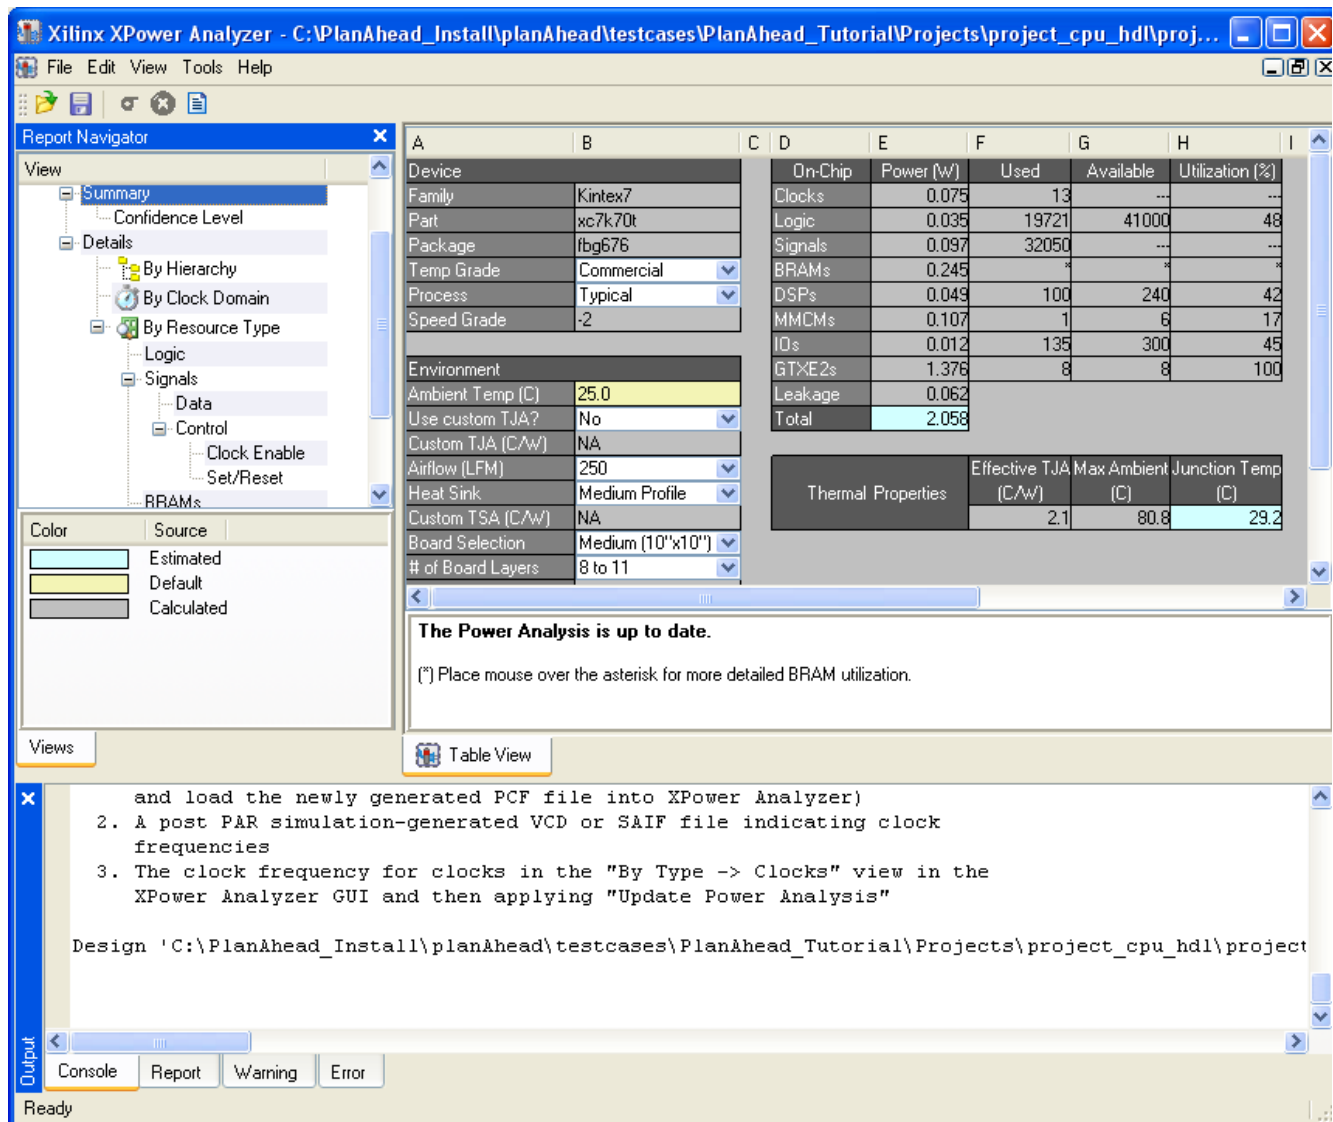 Xilinx XPower Analyzer - C:\PlanAhead_Install\planAhead\testcases\PlanAhead_Tutorial\Projects\project_cpu_hdl\proj...
File Edit View Tools Help
Report Navigator
View
Summary
Confidence Level
Details
By Hierarchy
By Clock Domain
By Resource Type
Logic
Signals
Data
Control
Clock Enable
Set/Reset
BRAMs
Color Source
Estimated
Default
Calculated
Views
A B C D E F G H I
Device
Family Kintex7
Part xc7k70t
Package fbg676
Temp Grade Commercial
Process Typical
Speed Grade -2
Environment
Ambient Temp (C) 25.0
Use custom TJA? No
Custom TJA (C/W) NA
Airflow (LFM) 250
Heat Sink Medium Profile
Custom TSA (C/W) NA
Board Selection Medium (10"x10")
# of Board Layers 8 to 11
On-Chip Power (W) Used Available Utilization (%)
Clocks 0.075 13 --- ---
Logic 0.035 19721 41000 48
Signals 0.097 32050 --- ---
BRAMs 0.245 * * *
DSPs 0.049 100 240 42
MMCMs 0.107 1 6 17
IOs 0.012 135 300 45
GTXE2s 1.376 8 8 100
Leakage 0.062
Total 2.058
Thermal Properties
Effective TJA Max Ambient Junction Temp
(C/W) (C) (C)
2.1 80.8 29.2
The Power Analysis is up to date.
(*) Place mouse over the asterisk for more detailed BRAM utilization.
Table View
and load the newly generated PCF file into XPower Analyzer)
2. A post PAR simulation-generated VCD or SAIF file indicating clock
frequencies
3. The clock frequency for clocks in the "By Type -> Clocks" view in the
XPower Analyzer GUI and then applying "Update Power Analysis"
Design 'C:\PlanAhead_Install\planAhead\testcases\PlanAhead_Tutorial\Projects\project_cpu_hdl\project
Output
Console Report Warning Error
Ready